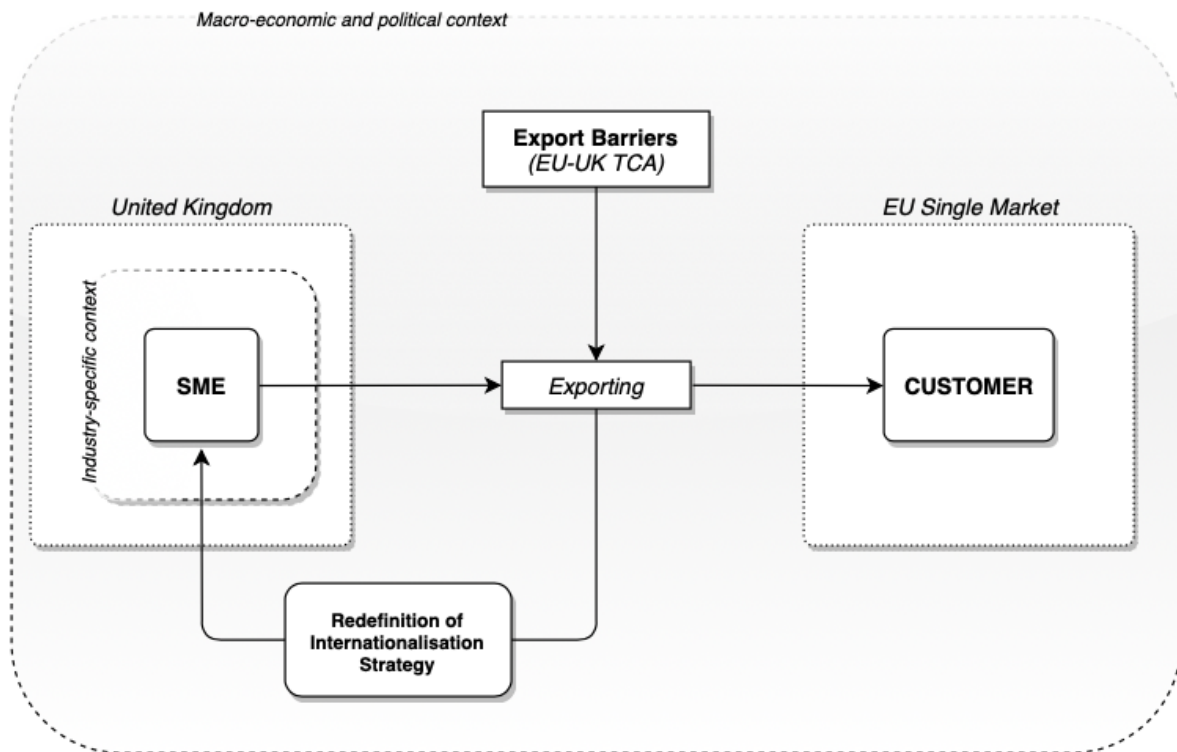 Macro-economic and political context
Export Barriers
(EU-UK TCA)
United Kingdom
EU Single Market
Industry-specific context
SME
Exporting
CUSTOMER
Redefinition of
Internationalisation
Strategy